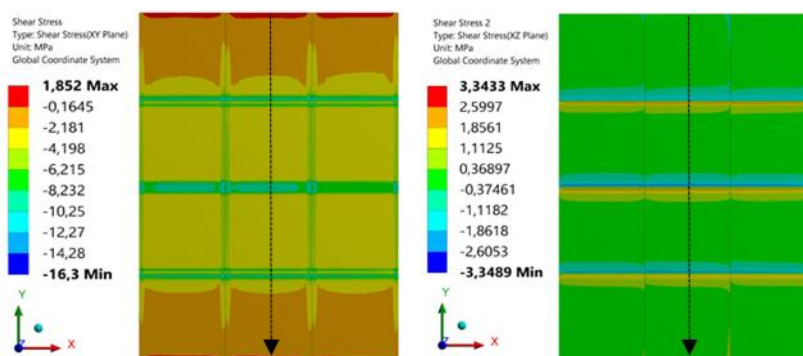 Shear Stress
Type: Shear Stress(XY Plane)
Unit: MPa
Global Coordinate System
1,852 Max
-0,1645
-2,181
-4,198
-6,215
-8,232
-10,25
-12,27
-14,28
-16,3 Min
Y
Z
X
Shear Stress 2
Type: Shear Stress(XZ Plane)
Unit: MPa
Global Coordinate System
3,3433 Max
2,5997
1,8561
1,1125
0,36897
-0,37461
-1,1182
-1,8618
-2,6053
-3,3489 Min
Y
Z
X